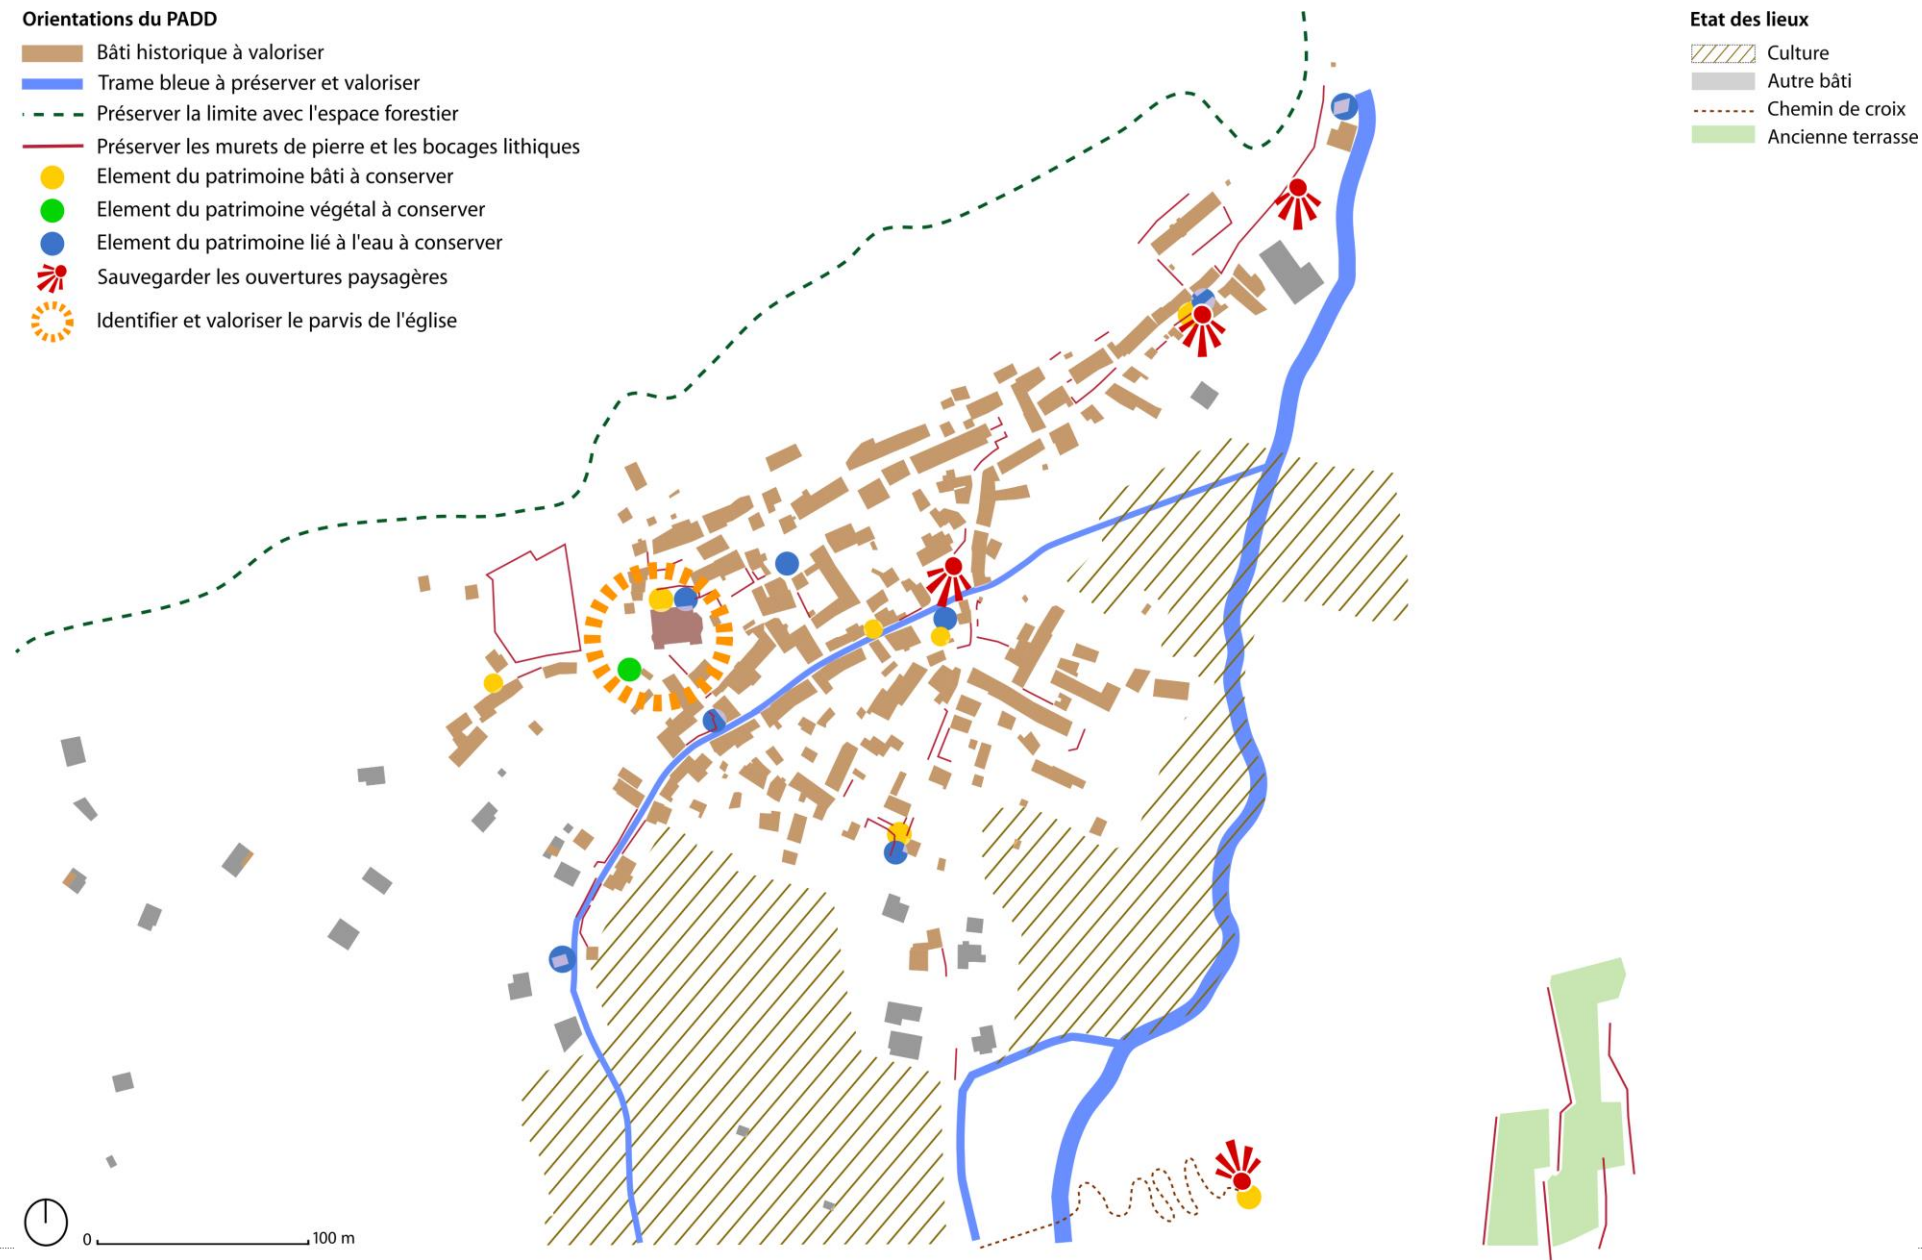 Orientations du PADD
Bâti historique à valoriser
Trame bleue à préserver et valoriser
Préserver la limite avec l'espace forestier
Préserver les murets de pierre et les bocages lithiques
Element du patrimoine bâti à conserver
Element du patrimoine végétal à conserver
Element du patrimoine lié à l'eau à conserver
Sauvegarder les ouvertures paysagères
Identifier et valoriser le parvis de l'église
Etat des lieux
Culture
Autre bâti
Chemin de croix
Ancienne terrasse
0 100 m